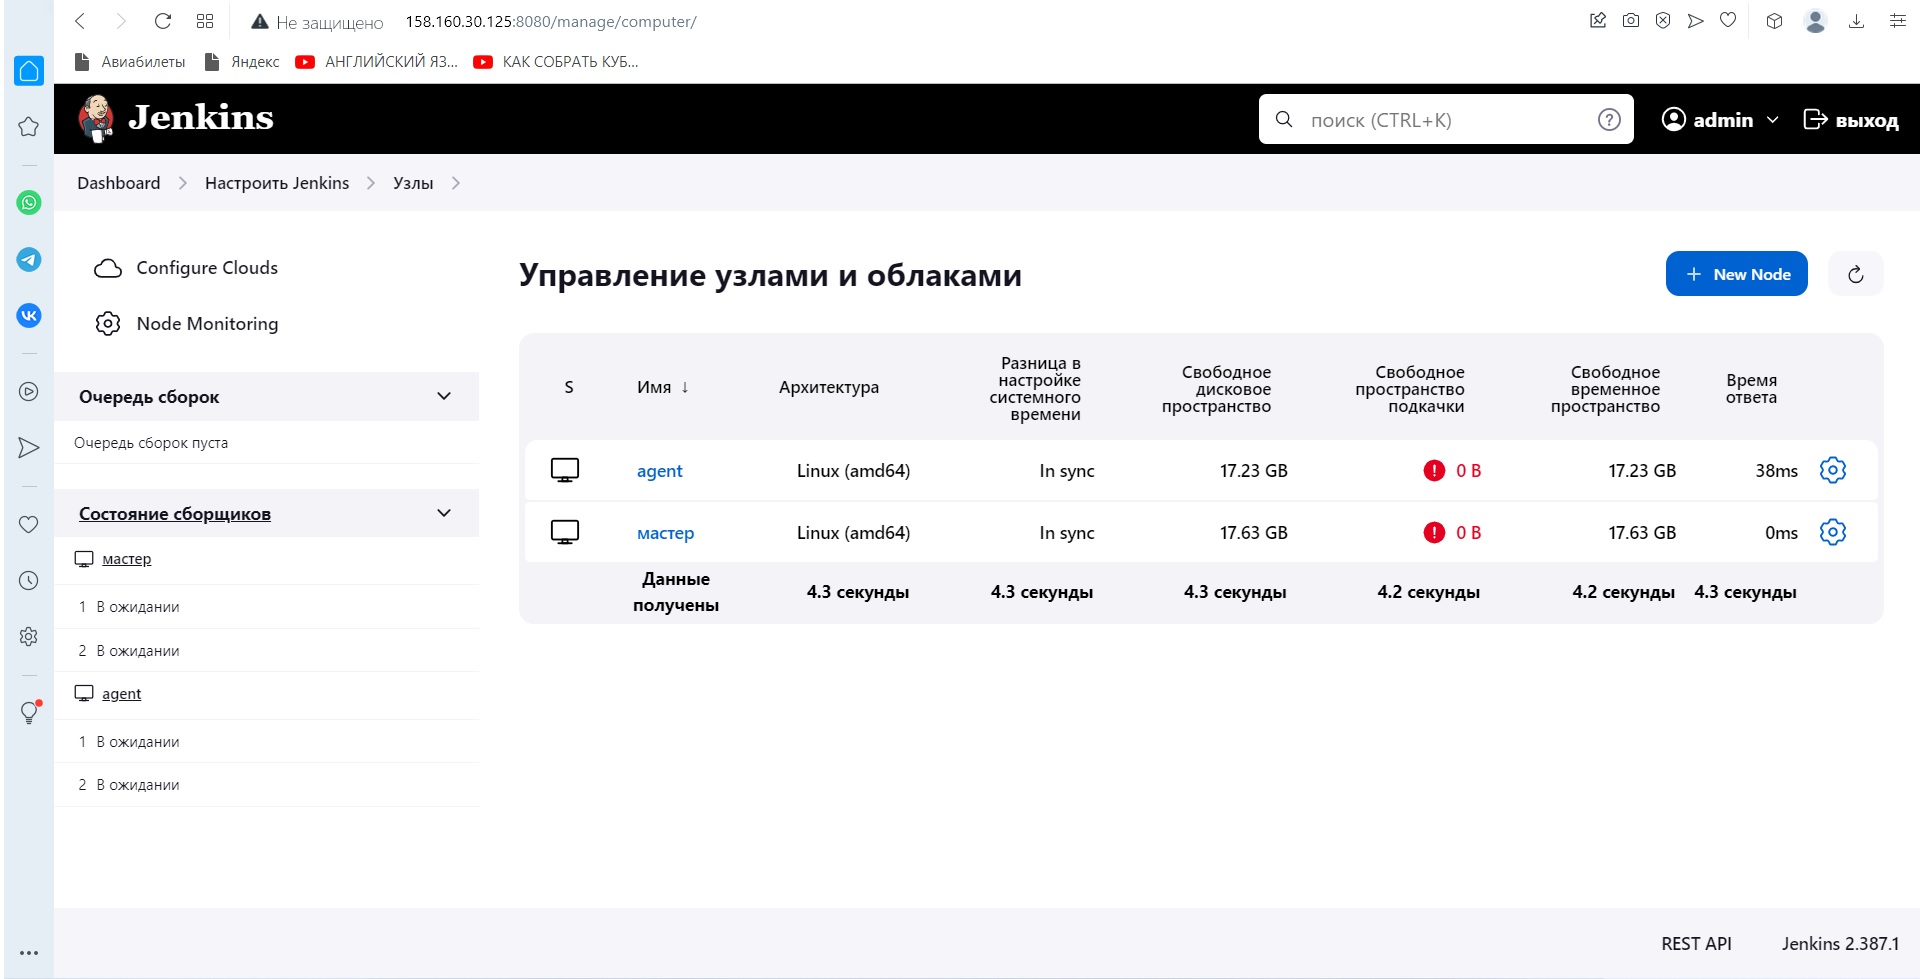 Не защищено 158.160.30.125:8080/manage/computer/
Авиабилеты Яндекс АНГЛИЙСКИЙ ЯЗ... КАК СОБРАТЬ КУБ...
Jenkins
поиск (CTRL+K)
?
admin
выход
Dashboard
Настроить Jenkins
Узлы
Configure Clouds
Node Monitoring
Очередь сборок
Очередь сборок пуста
Состояние сборщиков
мастер
1 В ожидании
2 В ожидании
agent
1 В ожидании
2 В ожидании
Управление узлами и облаками
+ New Node
S
Имя ↓
Архитектура
Разница в
настройке
системного
времени
Свободное
дисковое
пространство
Свободное
пространство
подкачки
Свободное
временное
пространство
Время
ответа
agent Linux (amd64) In sync 17.23 GB ! 0 B 17.23 GB 38ms
мастер Linux (amd64) In sync 17.63 GB ! 0 B 17.63 GB 0ms
Данные
получены
4.3 секунды 4.3 секунды 4.3 секунды 4.2 секунды 4.2 секунды 4.3 секунды
REST API Jenkins 2.387.1